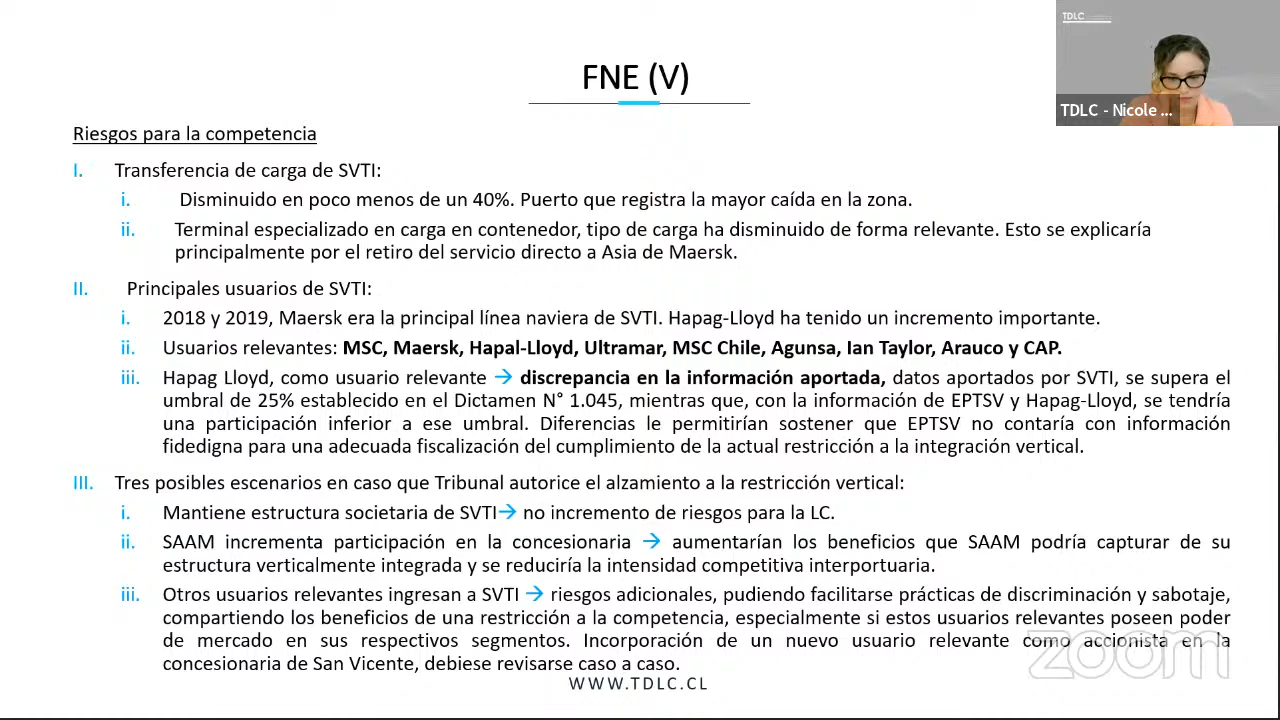 TDLC
FNE (V)
TDLC - Nicole ...
Riesgos para la competencia
I. Transferencia de carga de SVTI:
i. Disminuido en poco menos de un 40%. Puerto que registra la mayor caída en la zona.
ii. Terminal especializado en carga en contenedor, tipo de carga ha disminuido de forma relevante. Esto se explicaría
principalmente por el retiro del servicio directo a Asia de Maersk.
II. Principales usuarios de SVTI:
i. 2018 y 2019, Maersk era la principal línea naviera de SVTI. Hapag-Lloyd ha tenido un incremento importante.
ii. Usuarios relevantes: MSC, Maersk, Hapal-Lloyd, Ultramar, MSC Chile, Agunsa, Ian Taylor, Arauco y CAP.
iii. Hapag Lloyd, como usuario relevante → discrepancia en la información aportada, datos aportados por SVTI, se supera el
umbral de 25% establecido en el Dictamen N° 1.045, mientras que, con la información de EPTSV y Hapag-Lloyd, se tendría
una participación inferior a ese umbral. Diferencias le permitirían sostener que EPTSV no contaría con información
fidedigna para una adecuada fiscalización del cumplimiento de la actual restricción a la integración vertical.
III. Tres posibles escenarios en caso que Tribunal autorice el alzamiento a la restricción vertical:
i. Mantiene estructura societaria de SVTI→ no incremento de riesgos para la LC.
ii. SAAM incrementa participación en la concesionaria → aumentarían los beneficios que SAAM podría capturar de su
estructura verticalmente integrada y se reduciría la intensidad competitiva interportuaria.
iii. Otros usuarios relevantes ingresan a SVTI → riesgos adicionales, pudiendo facilitarse prácticas de discriminación y sabotaje,
compartiendo los beneficios de una restricción a la competencia, especialmente si estos usuarios relevantes poseen poder
de mercado en sus respectivos segmentos. Incorporación de un nuevo usuario relevante como accionista en la
concesionaria de San Vicente, debiese revisarse caso a caso.
zoom
WWW.TDLC.CL